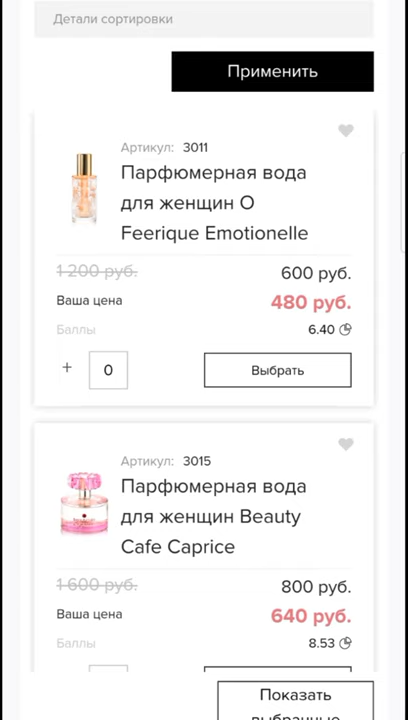 Детали сортировки
Применить
Артикул: 3011
Парфюмерная вода
для женщин O
Feerique Emotionelle
1 200 руб. 600 руб.
Ваша цена 480 руб.
Баллы 6.40
+ 0 Выбрать
Артикул: 3015
Парфюмерная вода
для женщин Beauty
Cafe Caprice
1 600 руб. 800 руб.
Ваша цена 640 руб.
Баллы 8.53
Показать
выбранные